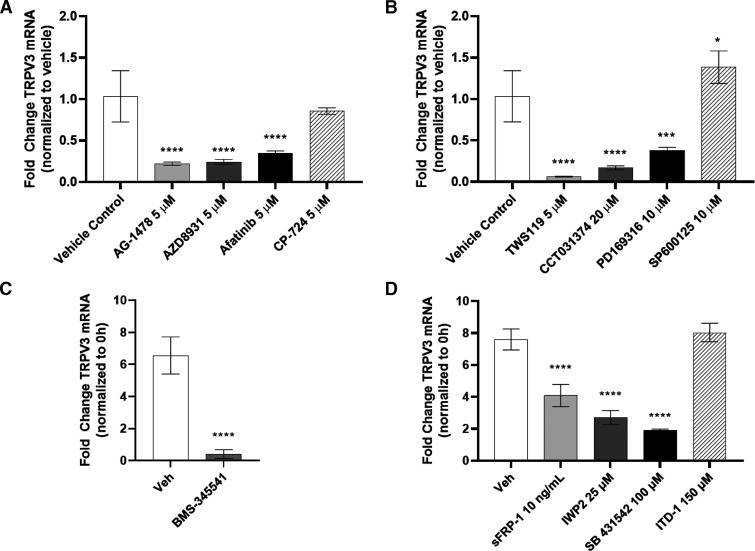 A
Fold Change TRPV3 mRNA
(normalized to vehicle)
2.0
1.5
1.0
0.5
0.0
****
****
****
Vehicle Control
AG-1478 5 μM
AZD8931 5 μM
Afatinib 5 μM
CP-724 5 μM
B
Fold Change TRPV3 mRNA
(normalized to vehicle)
2.0
1.5
1.0
0.5
0.0
****
****
***
*
Vehicle Control
TWS119 5 μM
CCT031374 20 μM
PD169316 10 μM
SP600125 10 μM
C
Fold Change TRPV3 mRNA
(normalized to 0h)
10
8
6
4
2
0
****
Veh
BMS-345541
D
Fold Change TRPV3 mRNA
(normalized to 0h)
10
8
6
4
2
0
****
****
****
Veh
sFRP-1 10 ng/mL
IWP2 25 μM
SB 431542 100 μM
ITD-1 150 μM